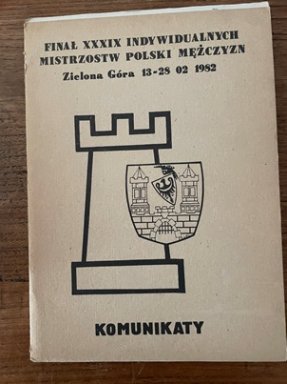 FINAŁ XXXIX INDYWIDUALNYCH
MISTRZOSTW POLSKI MĘŻCZYZN
Zielona Góra 13-28 02 1982
KOMUNIKATY